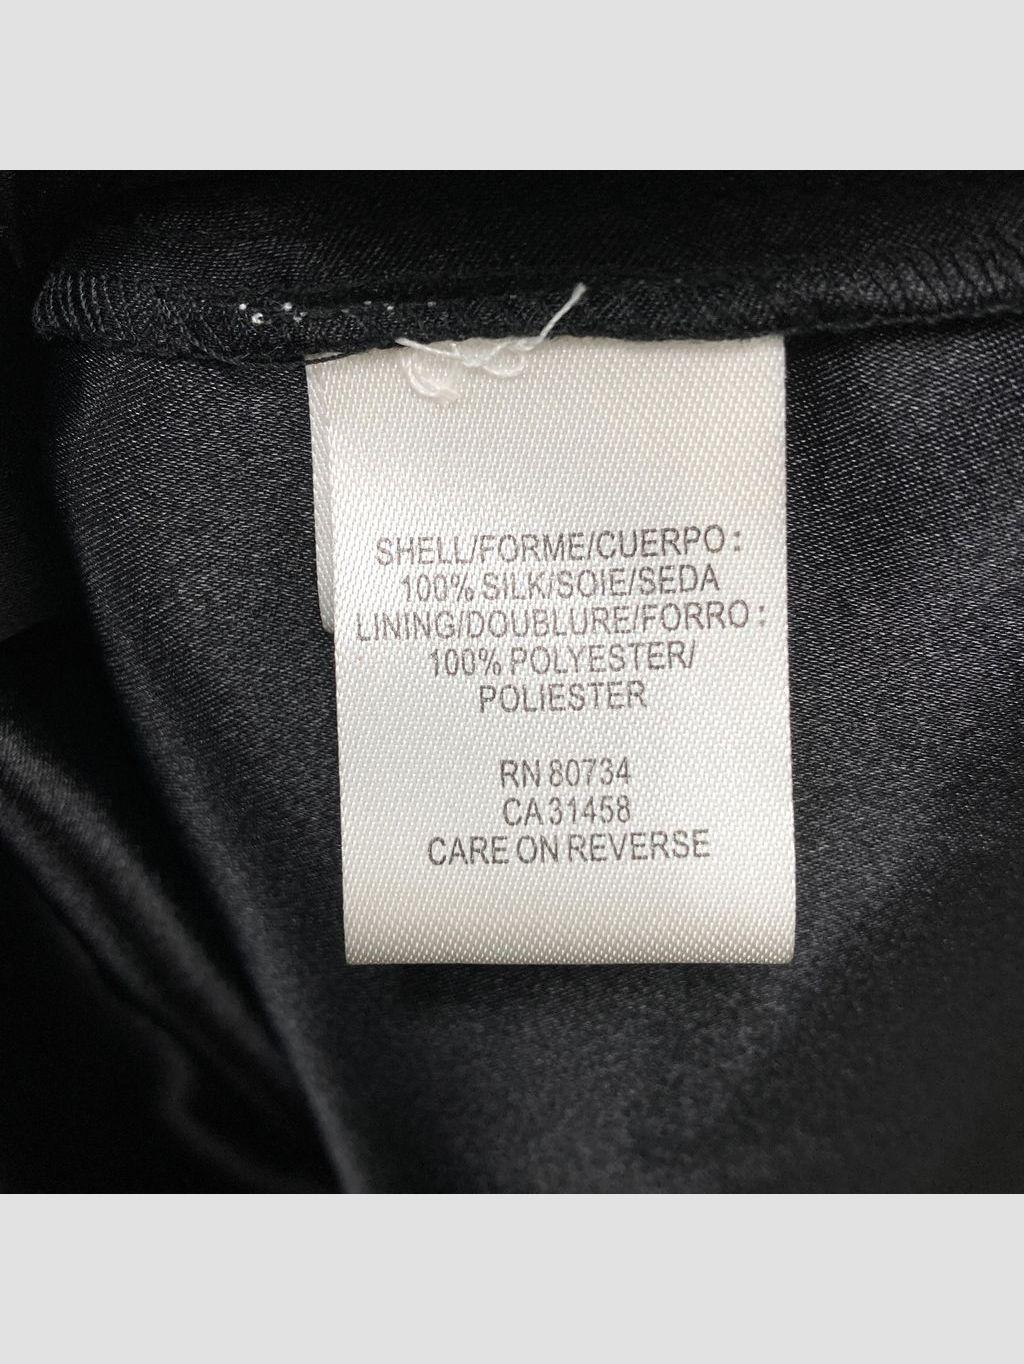 SHELL/FORME/CUERPO:
100% SILK/SOIE/SEDA
LINING/DOUBLURE/FORRO:
100% POLYESTER/
POLIESTER
RN 80734
CA 31458
CARE ON REVERSE